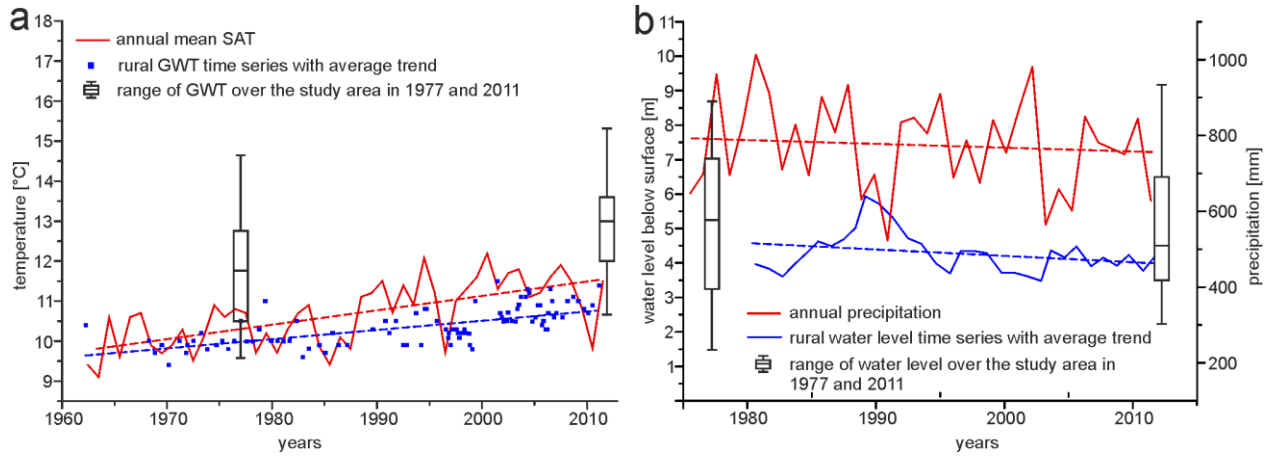 a
18
17
16
15
14
13
12
11
10
9
temperature [°C]
annual mean SAT
rural GWT time series with average trend
range of GWT over the study area in 1977 and 2011
1960
1970
1980
1990
2000
2010
years
b
11
10
9
8
7
6
5
4
3
2
1
water level below surface [m]
1000
800
600
400
200
precipitation [mm]
annual precipitation
rural water level time series with average trend
range of water level over the study area in
1977 and 2011
1980
1990
2000
2010
years